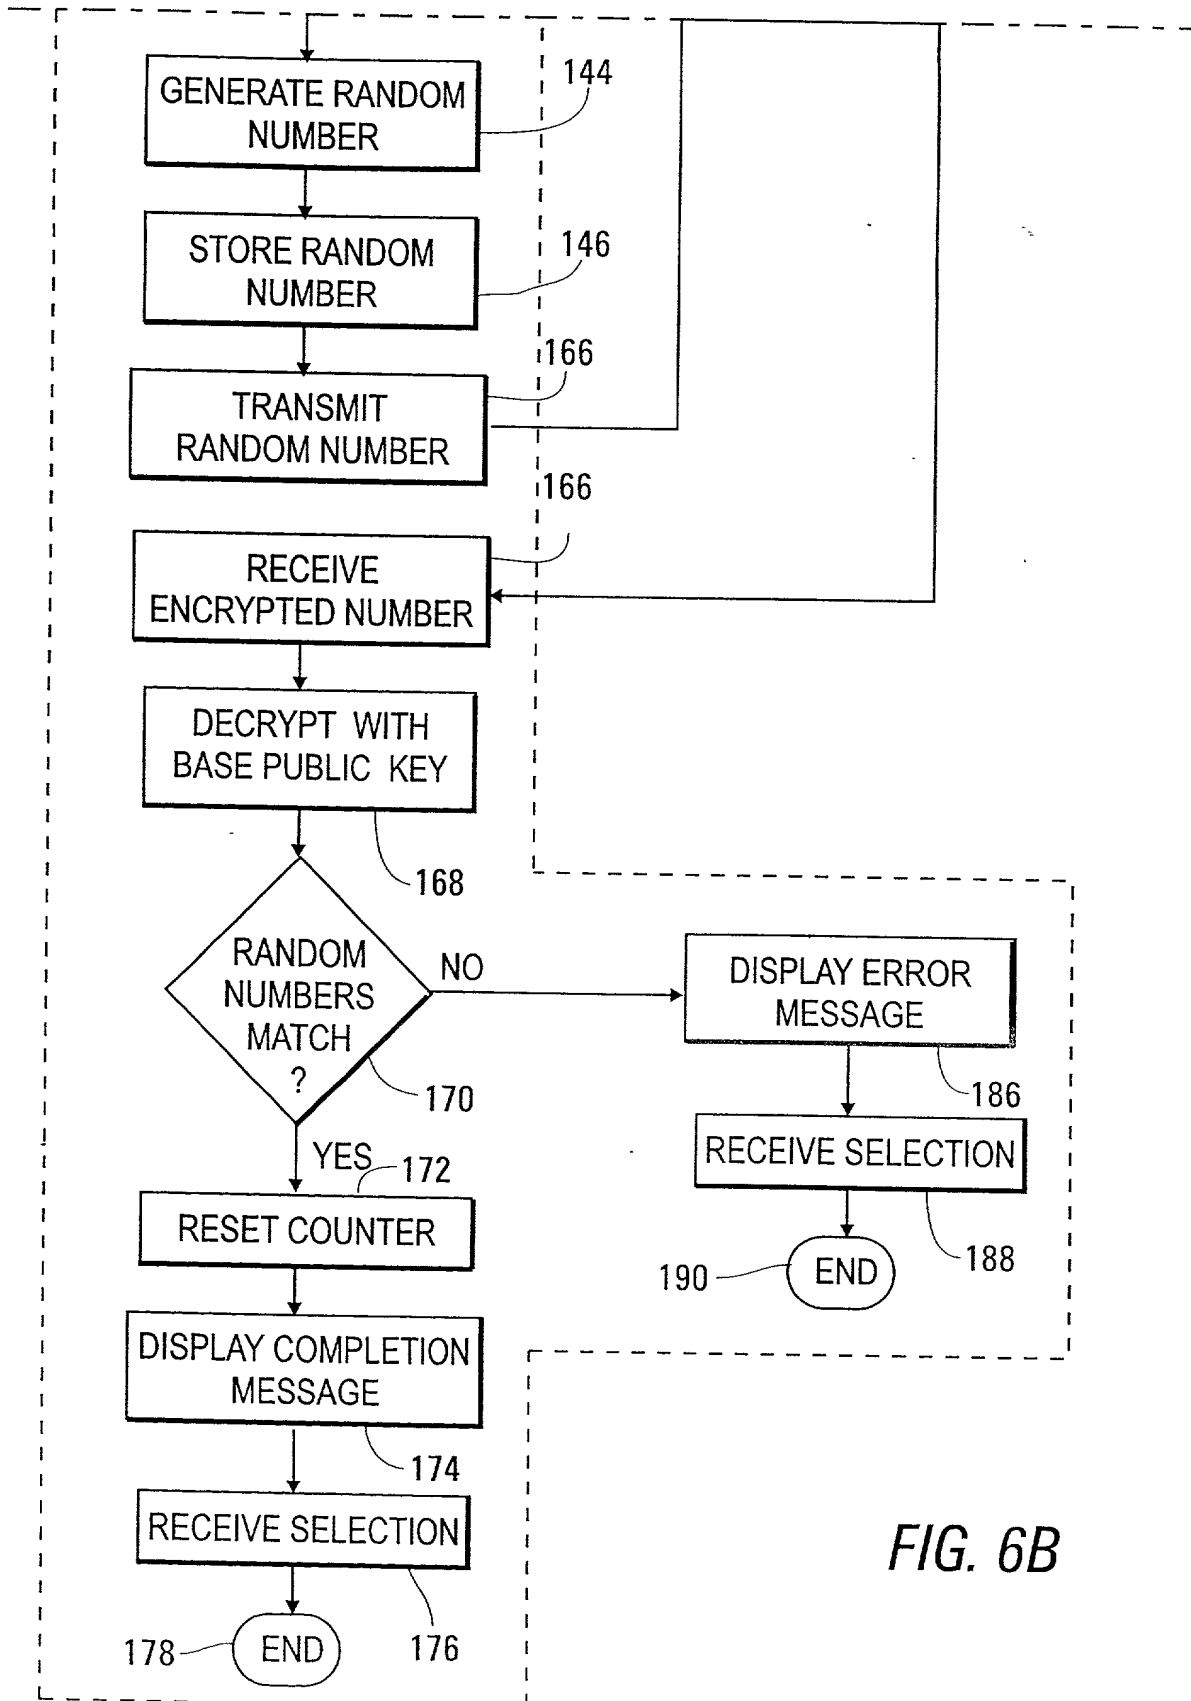 GENERATE RANDOM
NUMBER
144
STORE RANDOM
NUMBER
146
166
TRANSMIT
RANDOM NUMBER
166
RECEIVE
ENCRYPTED NUMBER
DECRYPT WITH
BASE PUBLIC KEY
168
RANDOM
NUMBERS
MATCH
?
NO
170
DISPLAY ERROR
MESSAGE
186
RECEIVE SELECTION
188
190
END
YES
172
RESET COUNTER
DISPLAY COMPLETION
MESSAGE
174
RECEIVE SELECTION
176
178
END
FIG. 6B